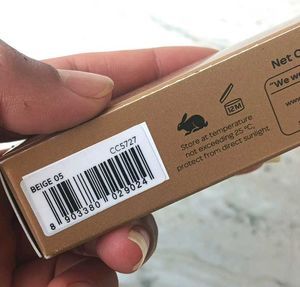 BEIGE 05
CC5727
8 903380 029024
12M
Store at temperature
not exceeding 25 °C,
protect from direct sunlight
Net C
"We w
www.